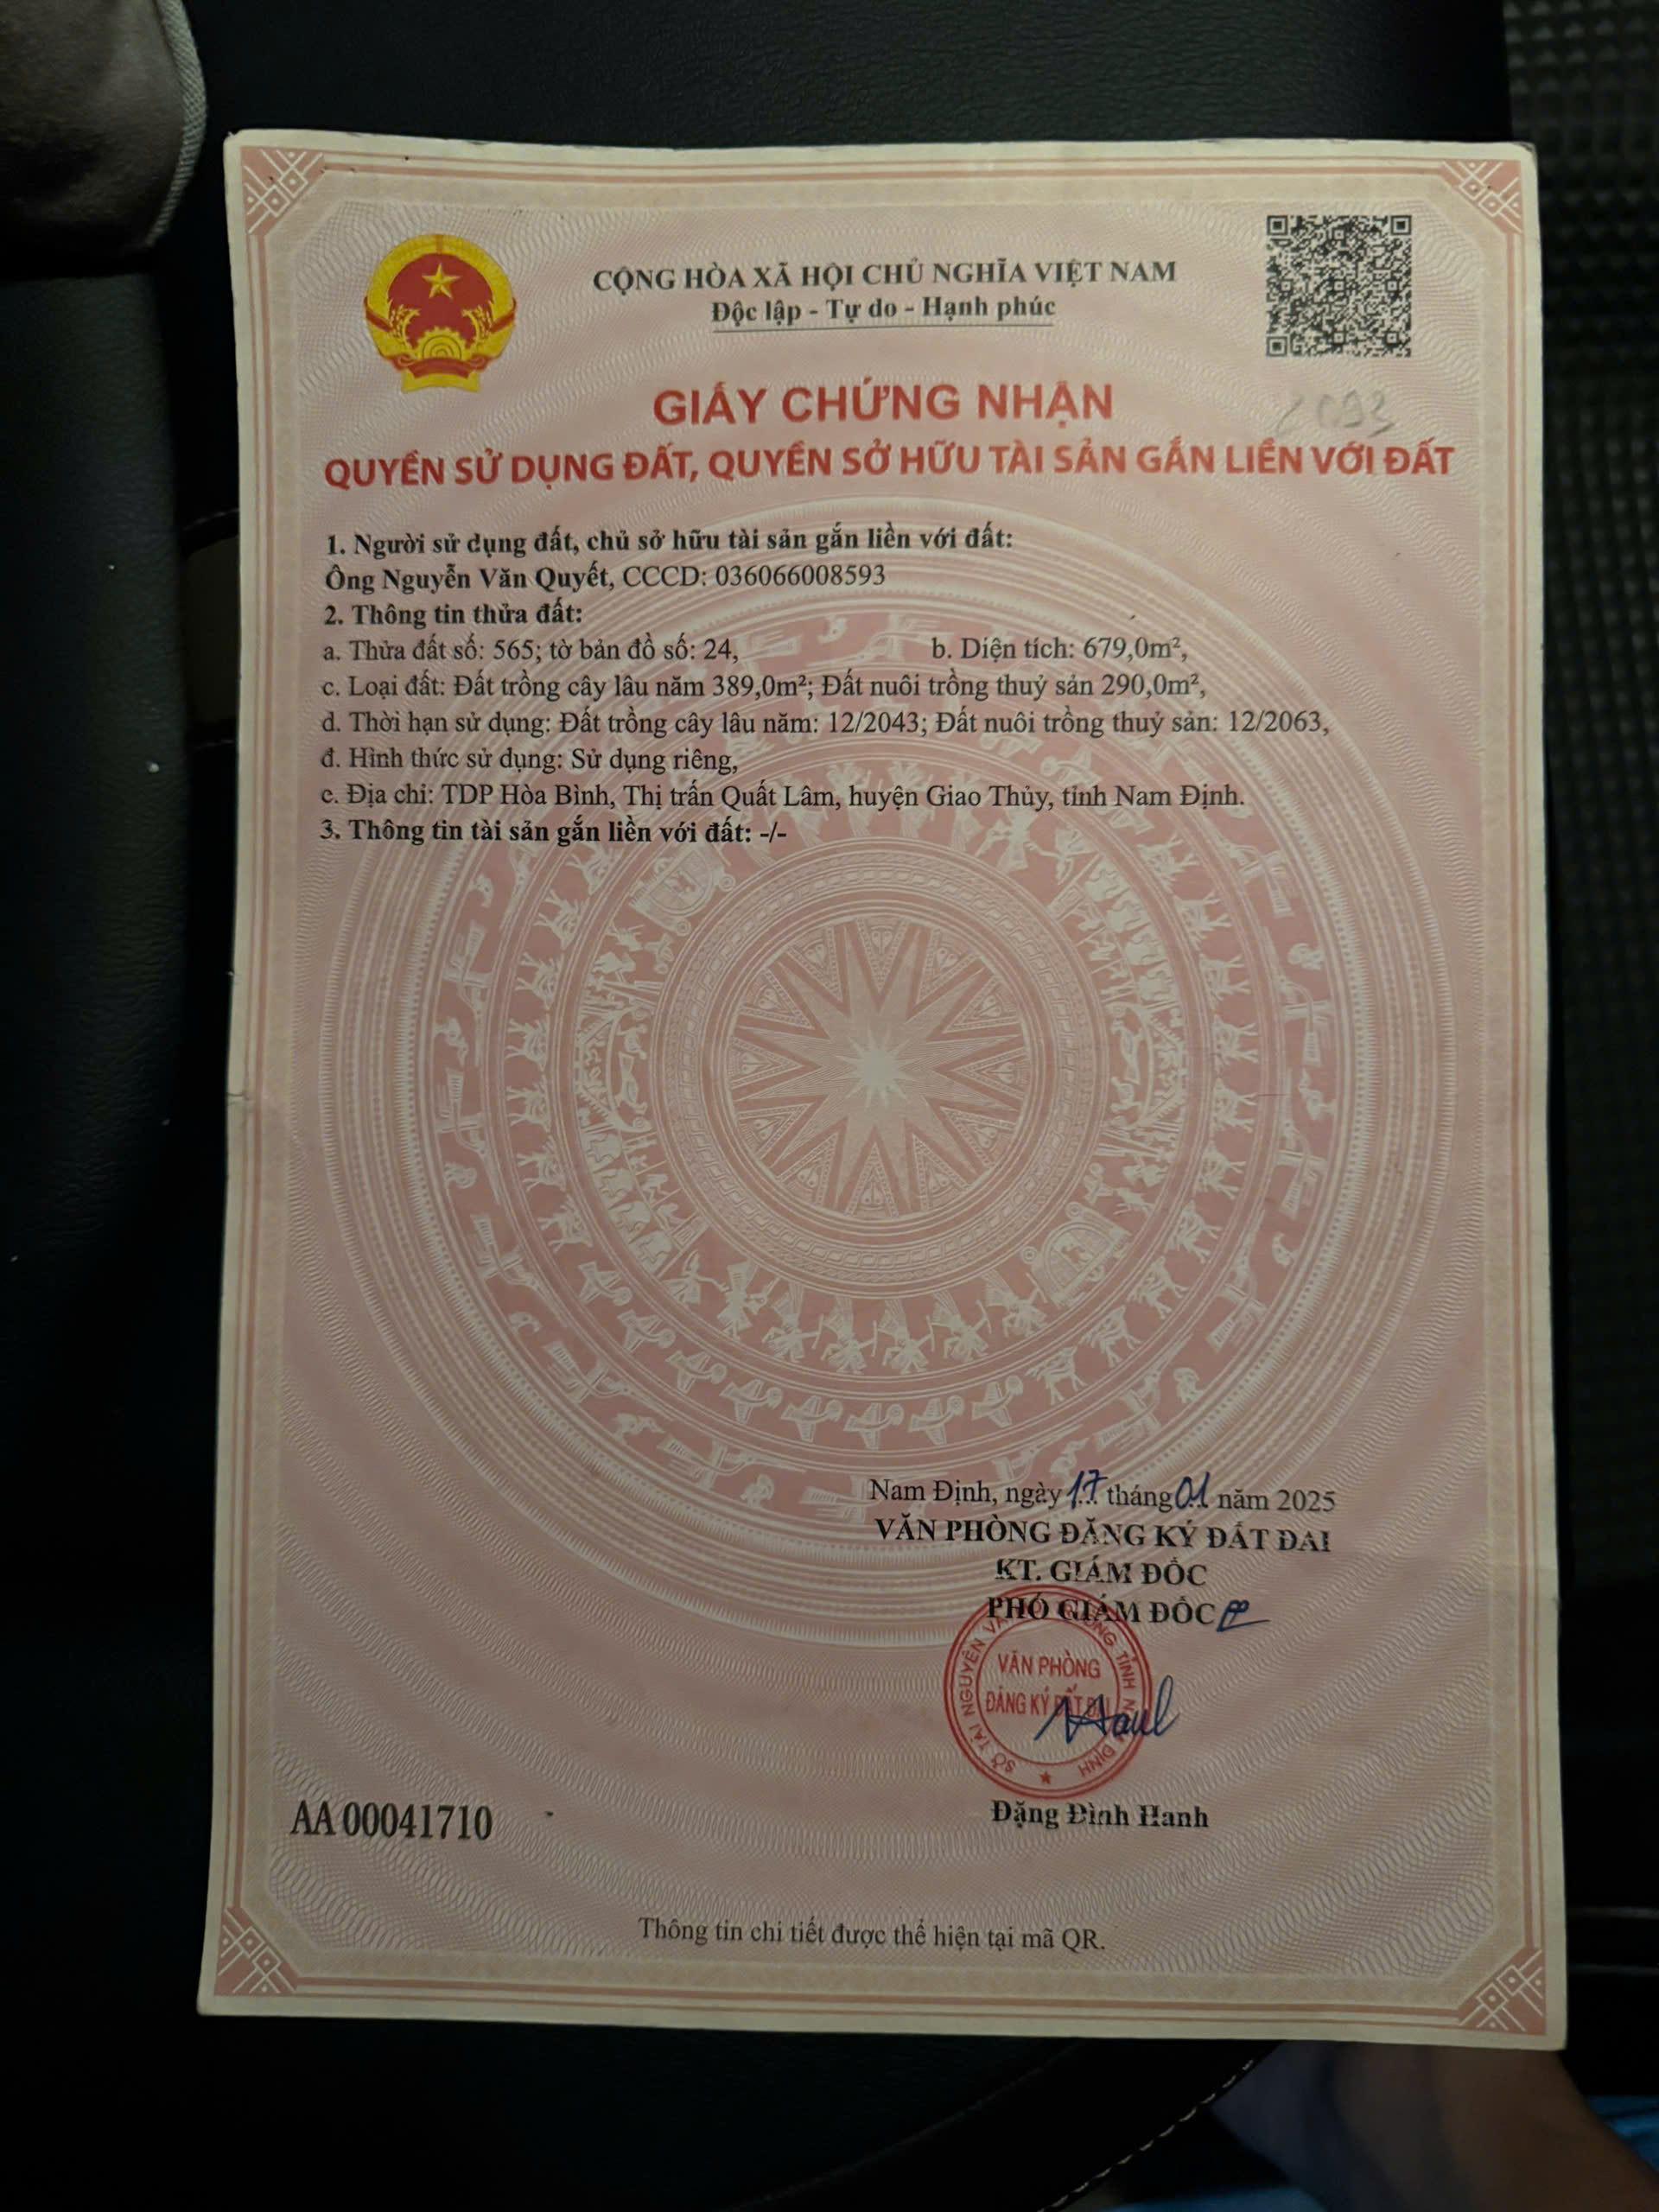 CỘNG HÒA XÃ HỘI CHỦ NGHĨA VIỆT NAM
Độc lập - Tự do - Hạnh phúc
GIẤY CHỨNG NHẬN
QUYỀN SỬ DỤNG ĐẤT, QUYỀN SỞ HỮU TÀI SẢN GẮN LIỀN VỚI ĐẤT
1. Người sử dụng đất, chủ sở hữu tài sản gắn liền với đất:
Ông Nguyễn Văn Quyết, CCCD: 036066008593
2. Thông tin thửa đất:
a. Thửa đất số: 565; tờ bản đồ số: 24, b. Diện tích: 679,0m²,
c. Loại đất: Đất trồng cây lâu năm 389,0m²; Đất nuôi trồng thuỷ sản 290,0m²,
d. Thời hạn sử dụng: Đất trồng cây lâu năm: 12/2043; Đất nuôi trồng thuỷ sản: 12/2063,
đ. Hình thức sử dụng: Sử dụng riêng,
e. Địa chỉ: TDP Hòa Bình, Thị trấn Quất Lâm, huyện Giao Thủy, tỉnh Nam Định.
3. Thông tin tài sản gắn liền với đất: -/-
Nam Định, ngày 17 tháng 01 năm 2025
VĂN PHÒNG ĐĂNG KÝ ĐẤT ĐAI
KT. GIÁM ĐỐC
PHÓ GIÁM ĐỐC
VĂN PHÒNG
ĐĂNG KÝ ĐẤT ĐAI
Đặng Đình Hanh
AA 00041710
Thông tin chi tiết được thể hiện tại mã QR.